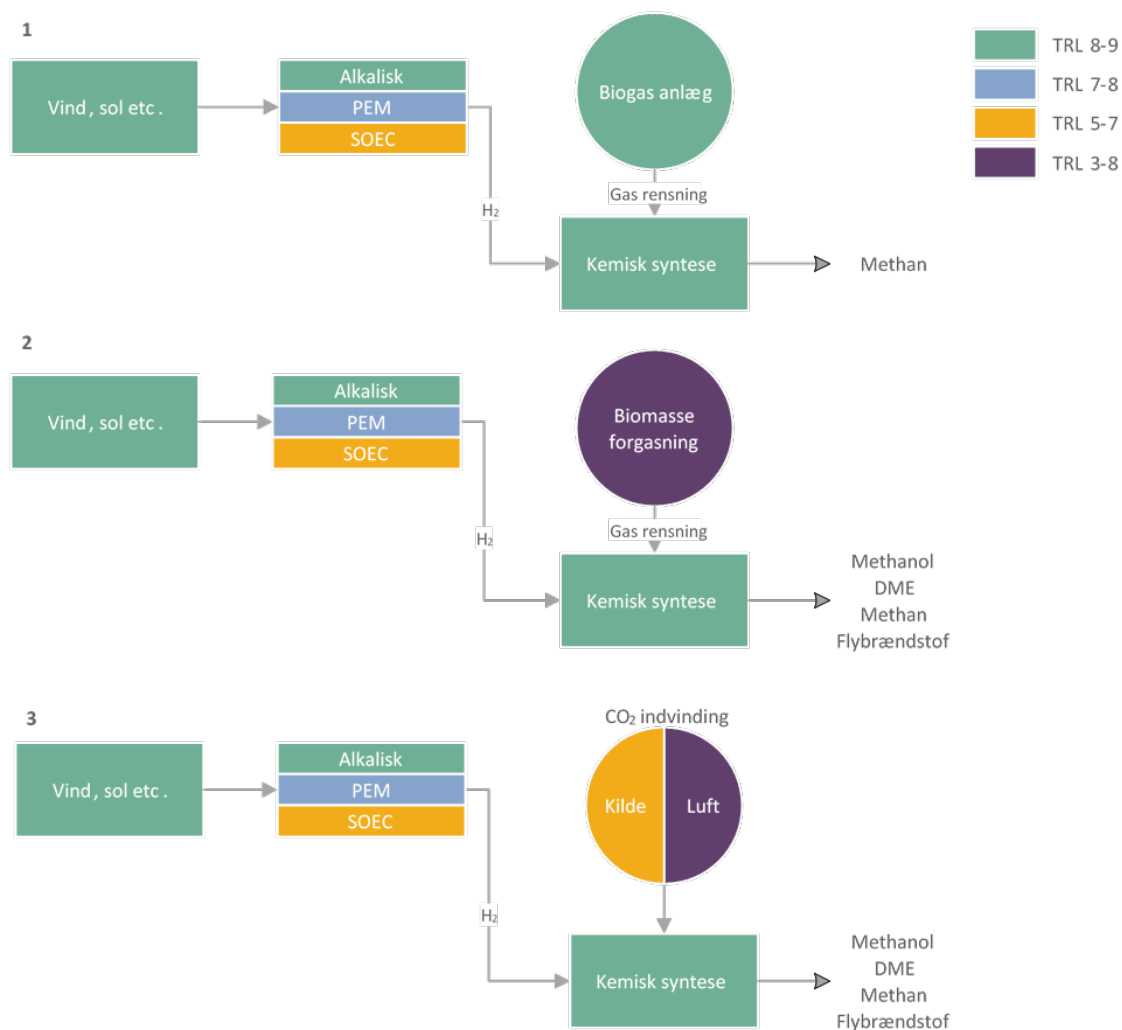 1
Vind, sol etc.
Alkalisk
PEM
SOEC
H₂
Biogas anlæg
Gas rensning
Kemisk syntese
Methan
TRL 8-9
TRL 7-8
TRL 5-7
TRL 3-8
2
Vind, sol etc.
Alkalisk
PEM
SOEC
H₂
Biomasse
forgasning
Gas rensning
Kemisk syntese
Methanol
DME
Methan
Flybrændstof
3
Vind, sol etc.
Alkalisk
PEM
SOEC
H₂
CO₂ indvinding
Kilde
Luft
Kemisk syntese
Methanol
DME
Methan
Flybrændstof